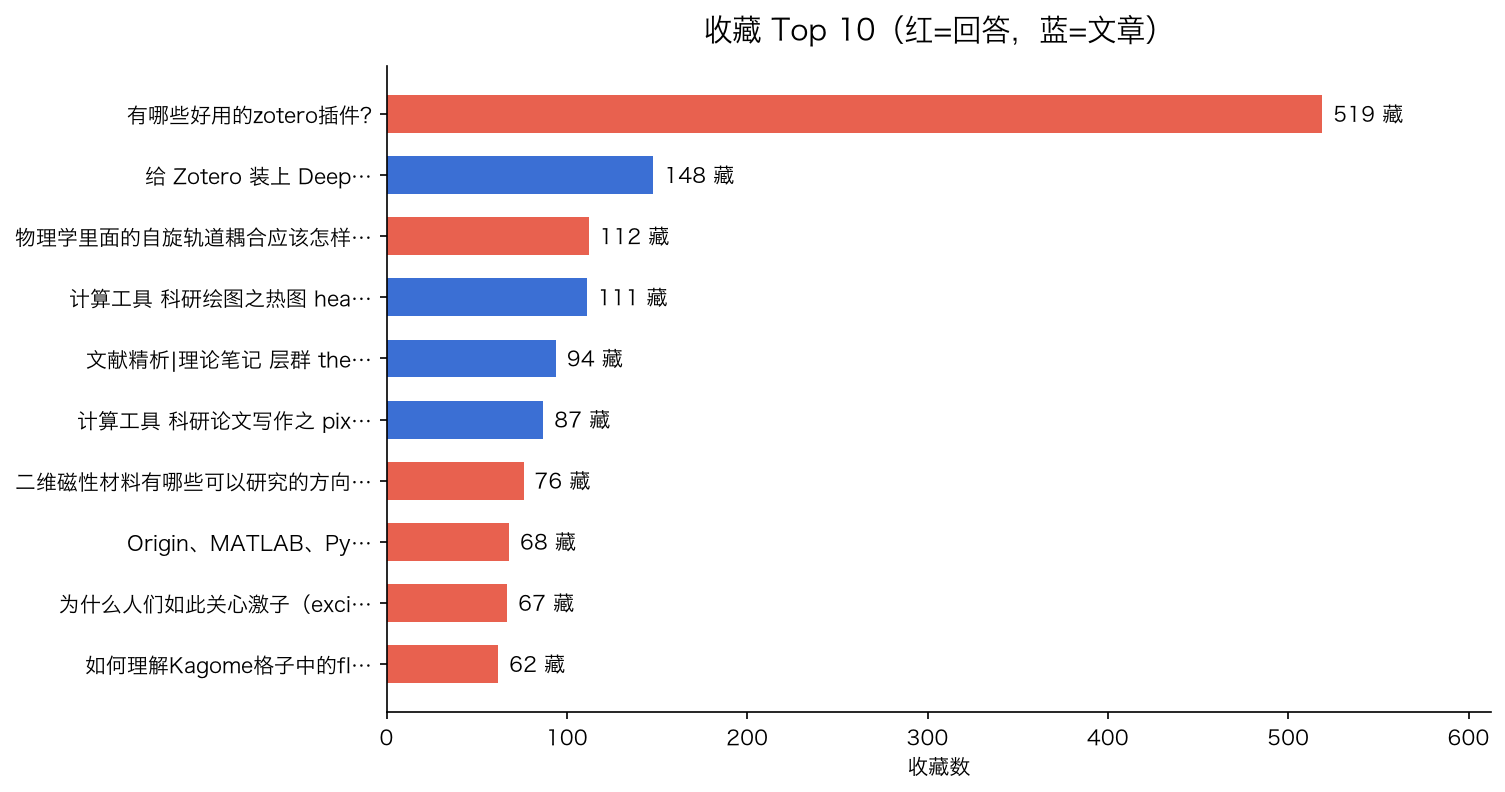 收藏 Top 10（红=回答，蓝=文章）
有哪些好用的zotero插件?
519 藏
给 Zotero 装上 Deep…
148 藏
物理学里面的自旋轨道耦合应该怎样…
112 藏
计算工具 科研绘图之热图 hea…
111 藏
文献精析|理论笔记 层群 the…
94 藏
计算工具 科研论文写作之 pix…
87 藏
二维磁性材料有哪些可以研究的方向…
76 藏
Origin、MATLAB、Py…
68 藏
为什么人们如此关心激子（exci…
67 藏
如何理解Kagome格子中的fl…
62 藏
0 100 200 300 400 500 600
收藏数